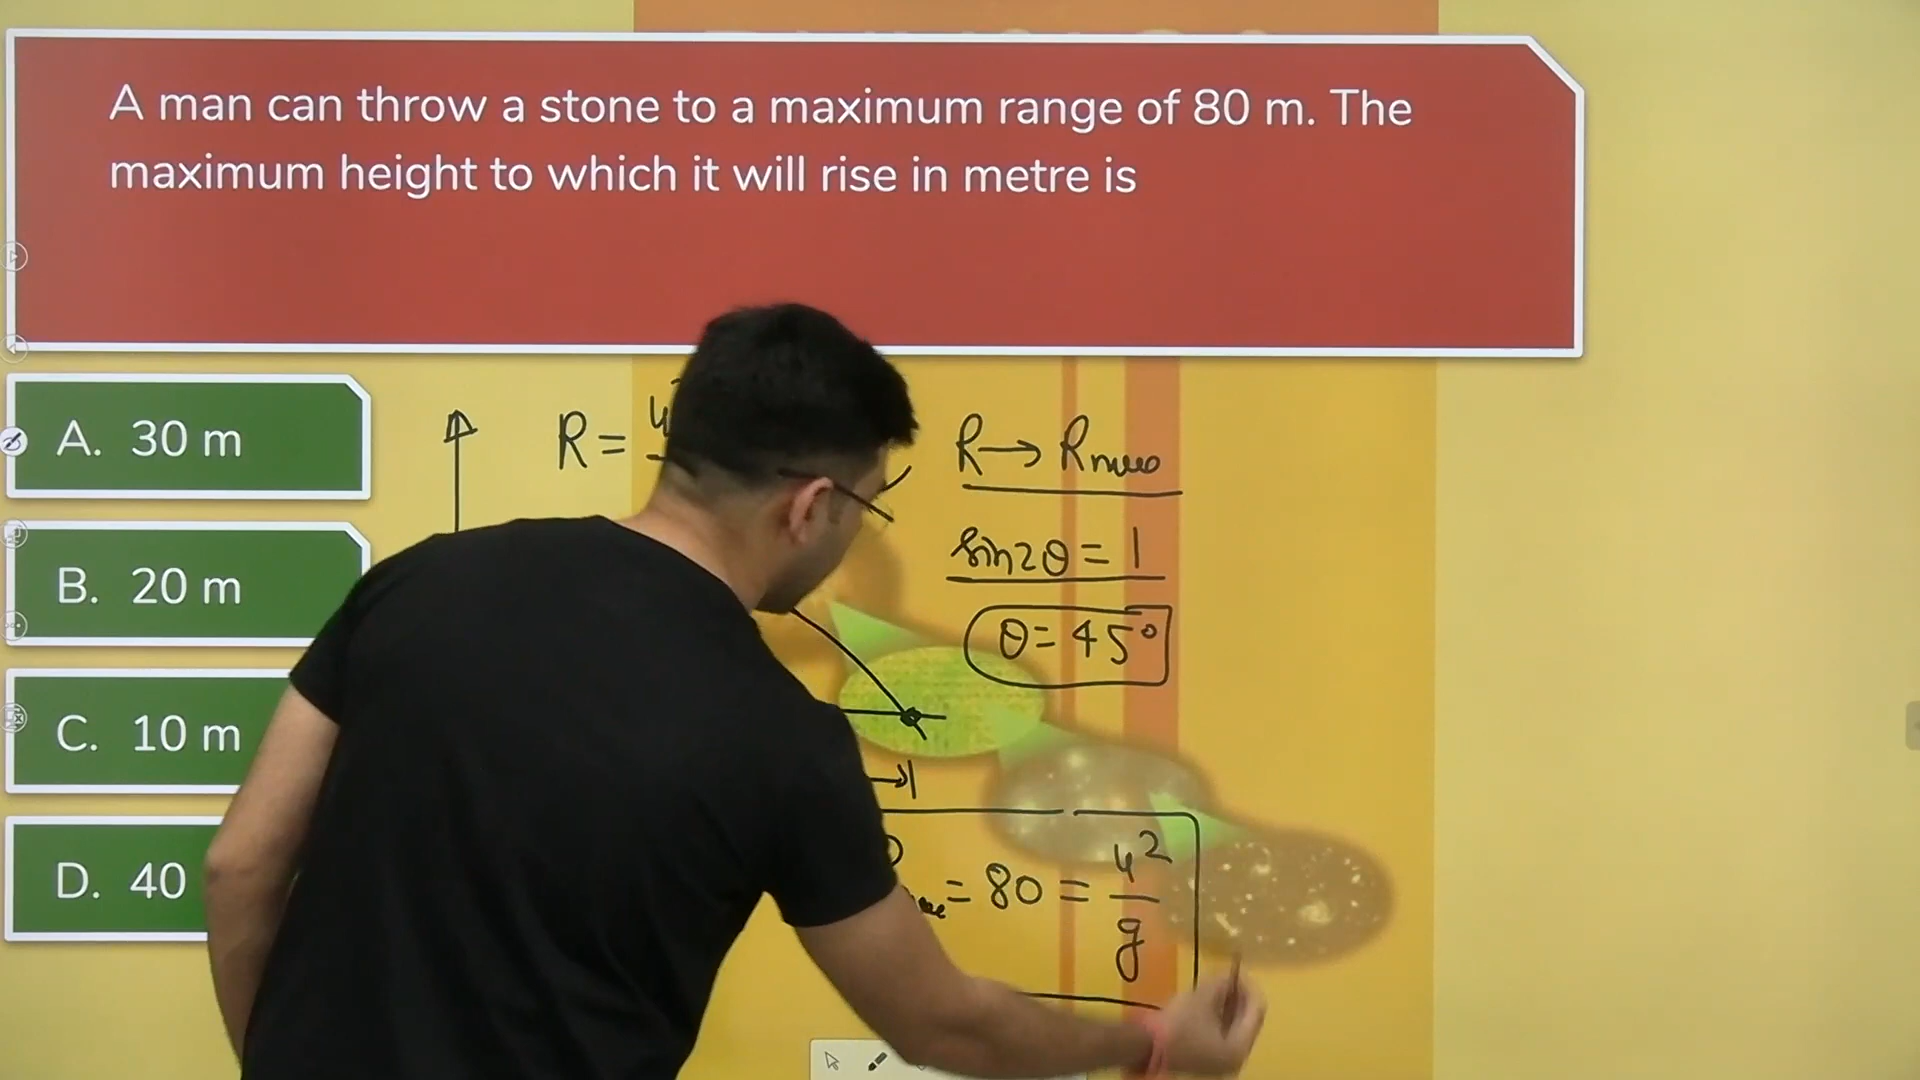 A man can throw a stone to a maximum range of 80 m. The
maximum height to which it will rise in metre is
A. 30 m
B. 20 m
C. 10 m
D. 40
R =
R → Rmax
sin2θ = 1
θ = 45°
= 80 = u²/g